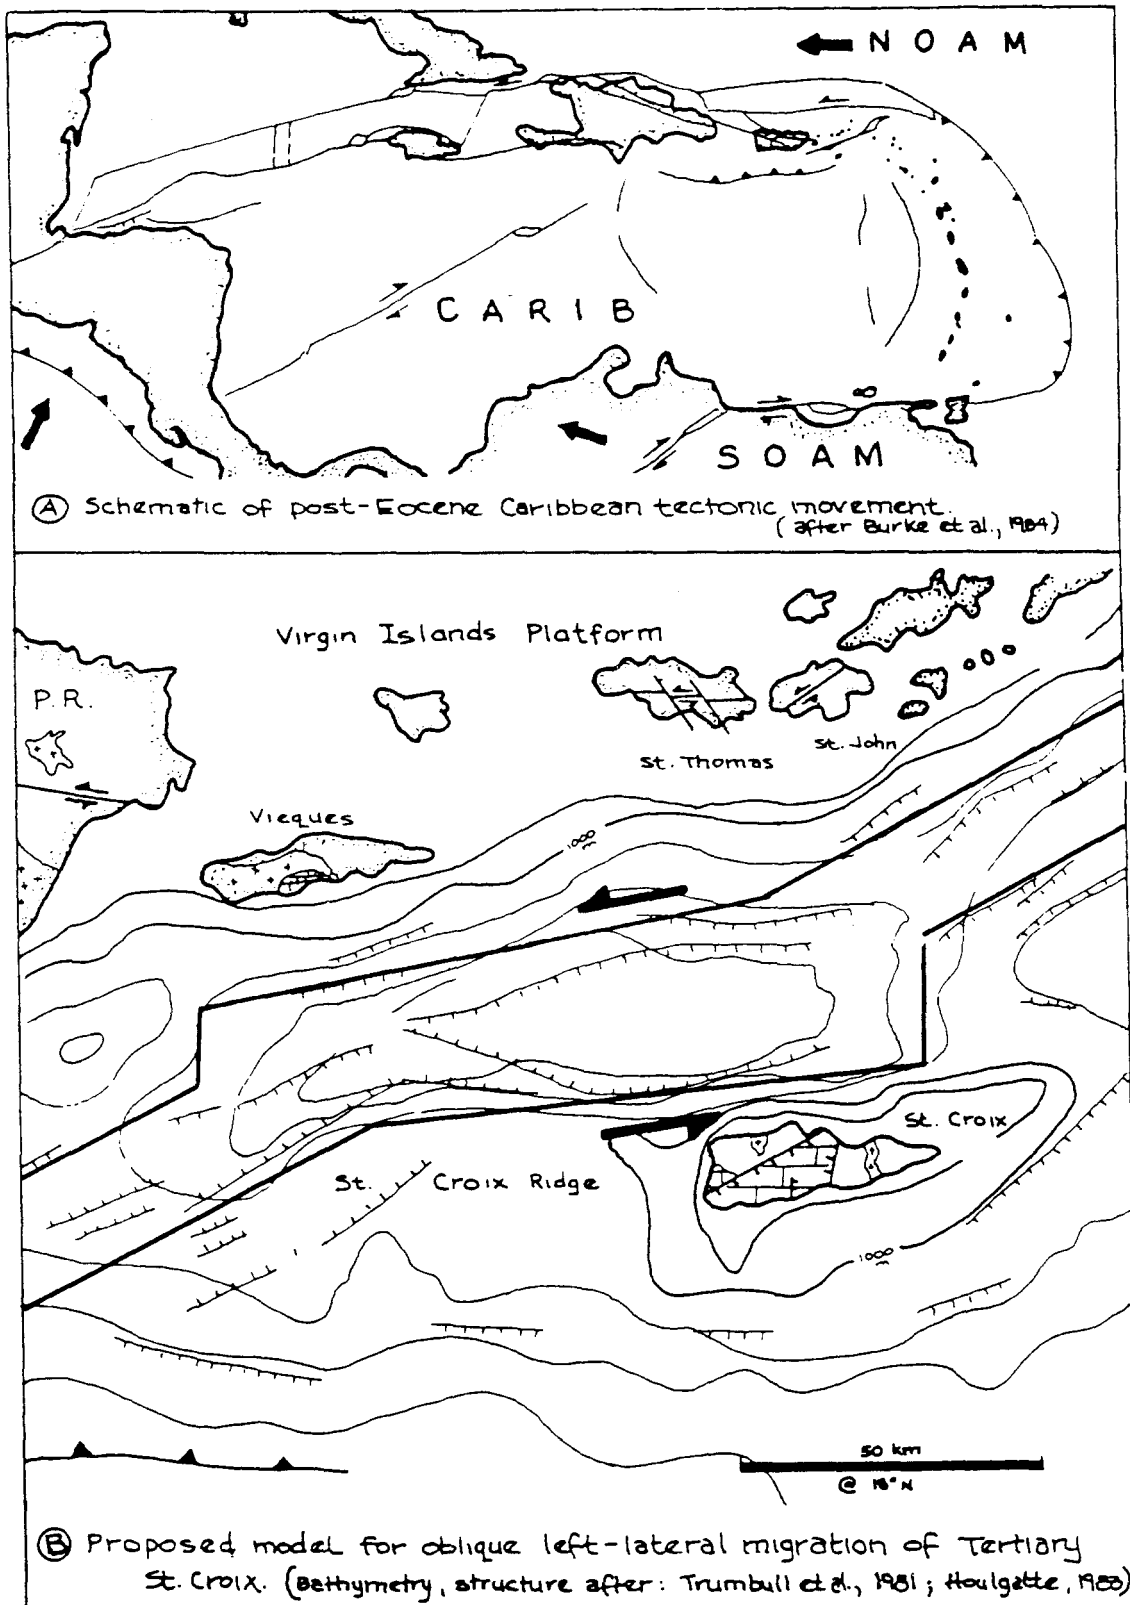 NOAM
CARIB
SOAM
Ⓐ Schematic of post-Eocene Caribbean tectonic movement.
(after Burke et al., 1984)
Virgin Islands Platform
P.R.
St. John
St. Thomas
Vieques
1000
St. Croix
St. Croix Ridge
1000
50 km
@ 18°N
Ⓑ Proposed model for oblique left-lateral migration of Tertiary
St. Croix. (Bathymetry, structure after: Trumbull et al., 1981; Houlgatte, 1983)